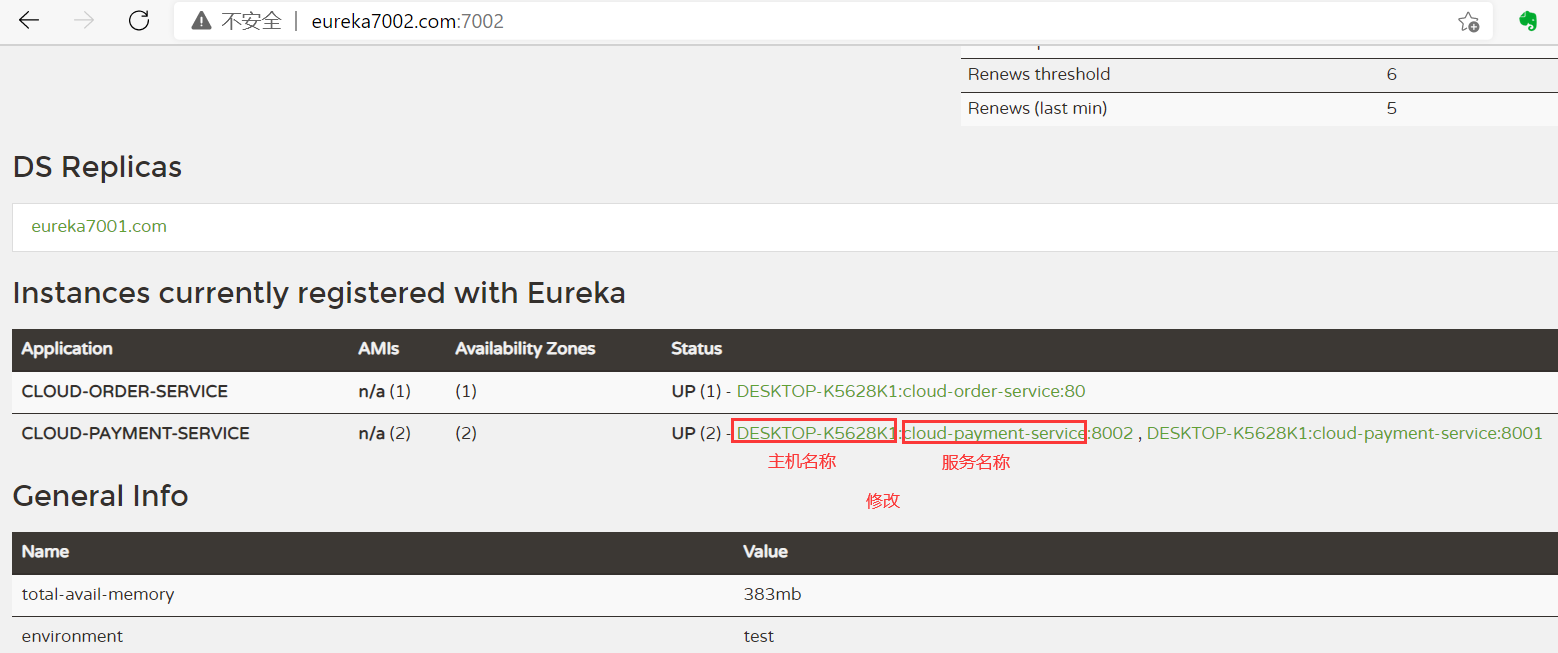 不安全 | eureka7002.com:7002
Renews threshold 6
Renews (last min) 5
DS Replicas
eureka7001.com
Instances currently registered with Eureka
Application AMIs Availability Zones Status
CLOUD-ORDER-SERVICE n/a (1) (1) UP (1) - DESKTOP-K5628K1:cloud-order-service:80
CLOUD-PAYMENT-SERVICE n/a (2) (2) UP (2) - DESKTOP-K5628K1:cloud-payment-service:8002 , DESKTOP-K5628K1:cloud-payment-service:8001
主机名称 服务名称
General Info
修改
Name Value
total-avail-memory 383mb
environment test